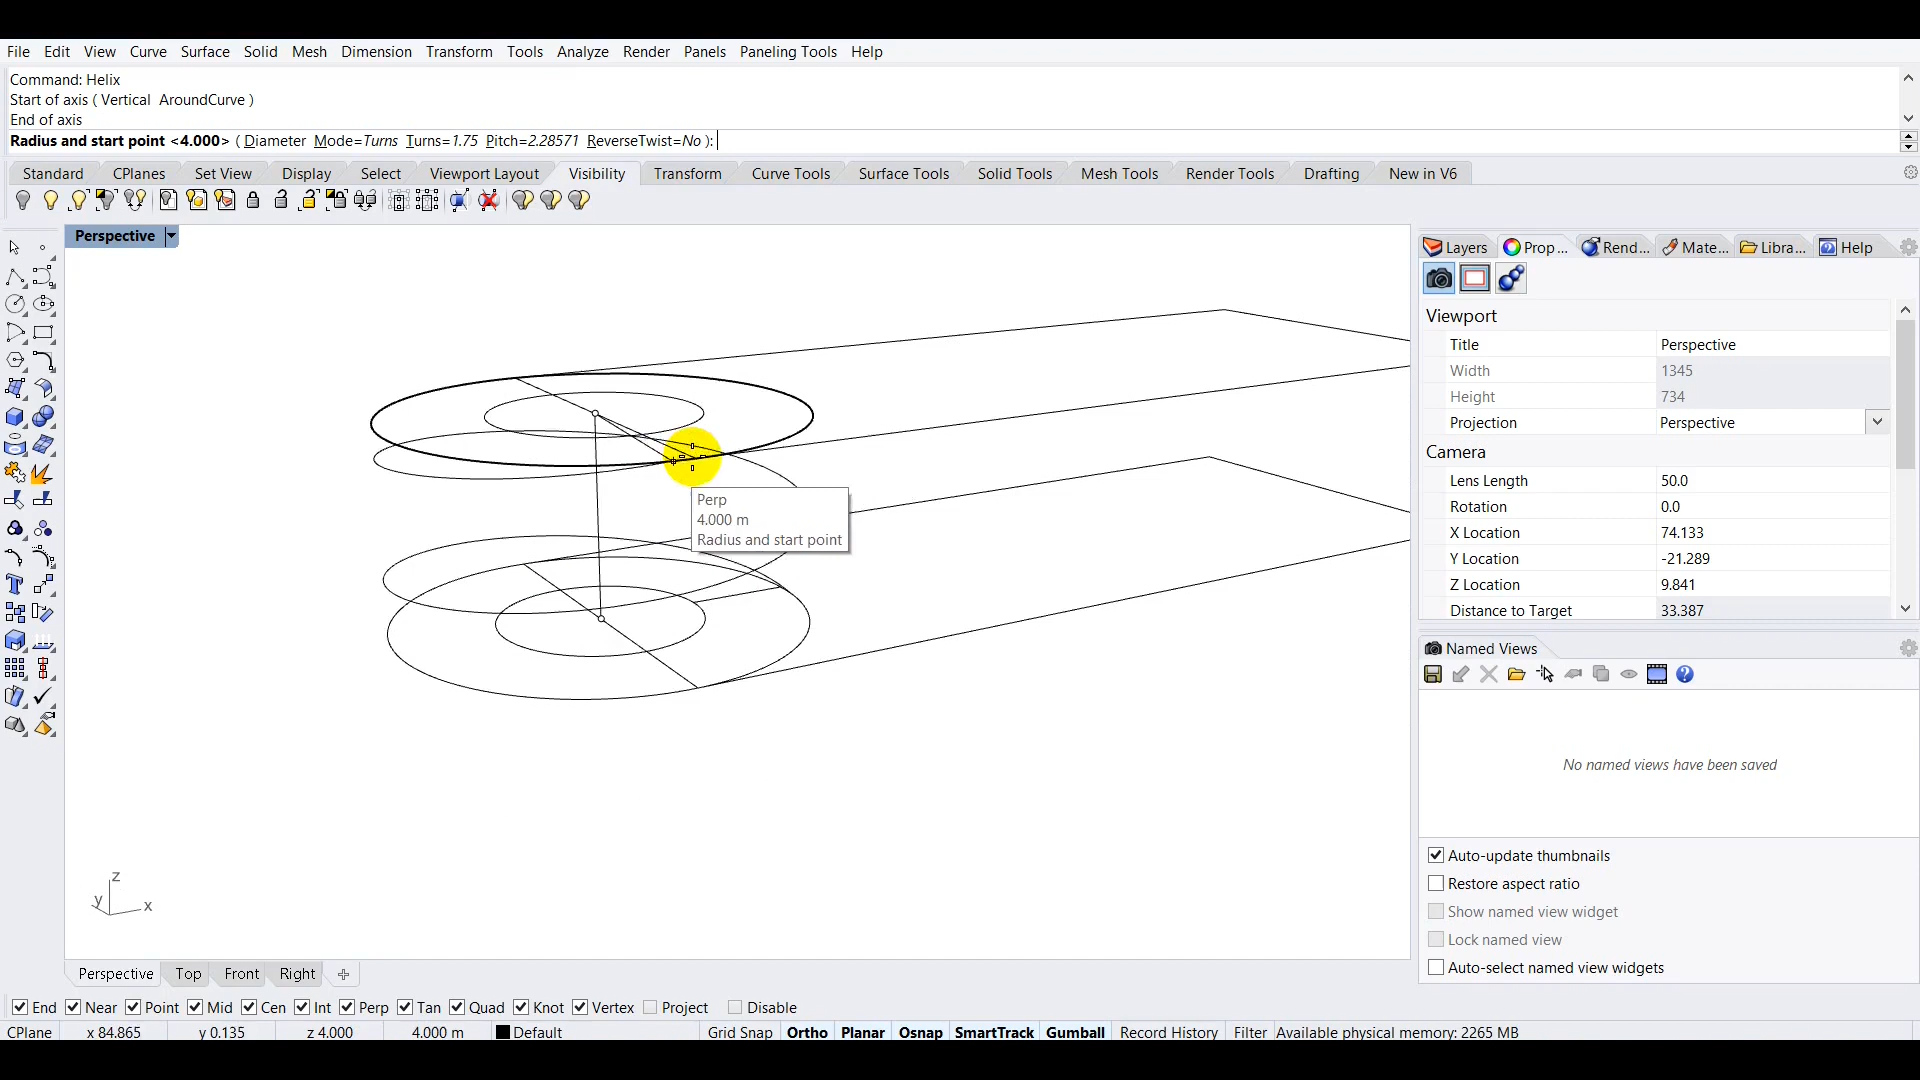 File Edit View Curve Surface Solid Mesh Dimension Transform Tools Analyze Render Panels Paneling Tools Help
Command: Helix
Start of axis ( Vertical AroundCurve )
End of axis
Radius and start point <4.000> ( Diameter Mode=Turns Turns=1.75 Pitch=2.28571 ReverseTwist=No ):
Standard CPlanes Set View Display Select Viewport Layout Visibility Transform Curve Tools Surface Tools Solid Tools Mesh Tools Render Tools Drafting New in V6
Perspective
Layers Prop... Rend... Mate... Libra... Help
Viewport
Title Perspective
Width 1345
Height 734
Projection Perspective
Camera
Lens Length 50.0
Rotation 0.0
X Location 74.133
Y Location -21.289
Z Location 9.841
Distance to Target 33.387
Perp
4.000 m
Radius and start point
Named Views
No named views have been saved
Auto-update thumbnails
Restore aspect ratio
Show named view widget
Lock named view
Auto-select named view widgets
z
y x
Perspective Top Front Right
End Near Point Mid Cen Int Perp Tan Quad Knot Vertex Project Disable
CPlane x 84.865 y 0.135 z 4.000 4.000 m Default Grid Snap Ortho Planar Osnap SmartTrack Gumball Record History Filter Available physical memory: 2265 MB